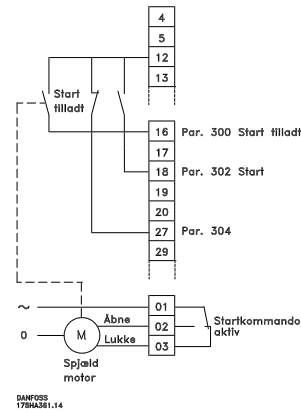 4
5
12
13
Start
tilladt
16 Par. 300 Start tilladt
17
18 Par. 302 Start
19
20
27 Par. 304
29
~
01
Åbne
02
Startkommando
aktiv
0
M
Lukke
03
Spjæld
motor
DANFOSS
175HA361.14